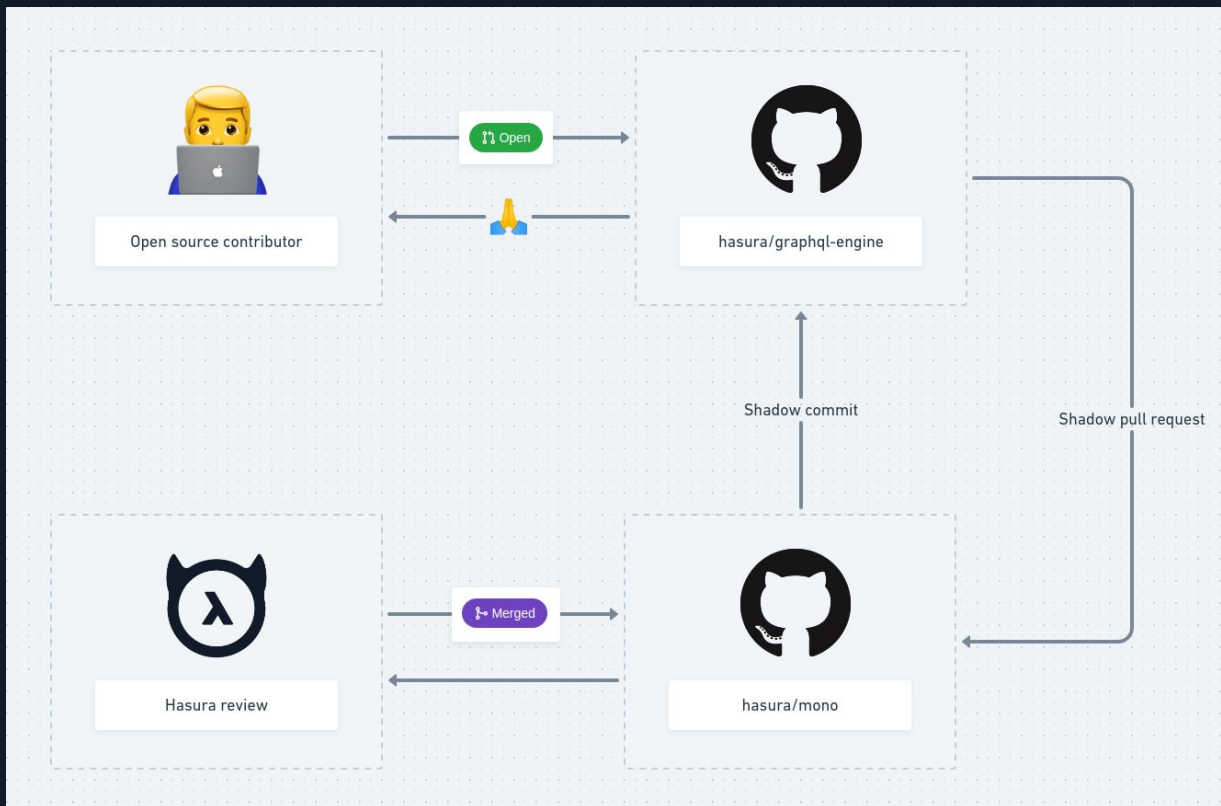 Open
Open source contributor
hasura/graphql-engine
Shadow commit
Shadow pull request
Merged
Hasura review
hasura/mono